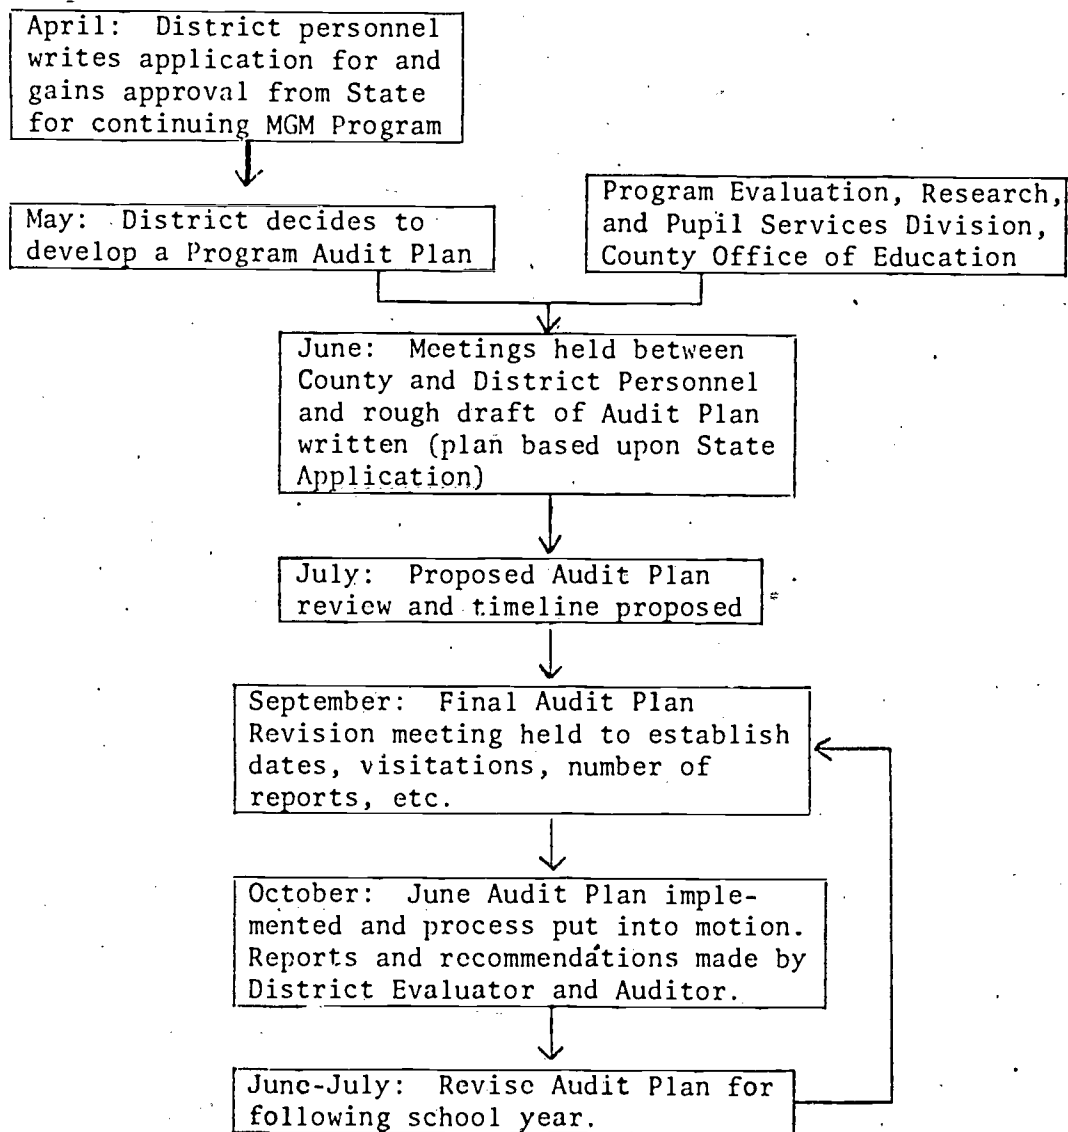 April: District personnel
writes application for and
gains approval from State
for continuing MGM Program
May: District decides to
develop a Program Audit Plan
Program Evaluation, Research,
and Pupil Services Division,
County Office of Education
June: Meetings held between
County and District Personnel
and rough draft of Audit Plan
written (plan based upon State
Application)
July: Proposed Audit Plan
review and timeline proposed
September: Final Audit Plan
Revision meeting held to establish
dates, visitations, number of
reports, etc.
October: June Audit Plan imple-
mented and process put into motion.
Reports and recommendations made by
District Evaluator and Auditor.
June-July: Revise Audit Plan for
following school year.